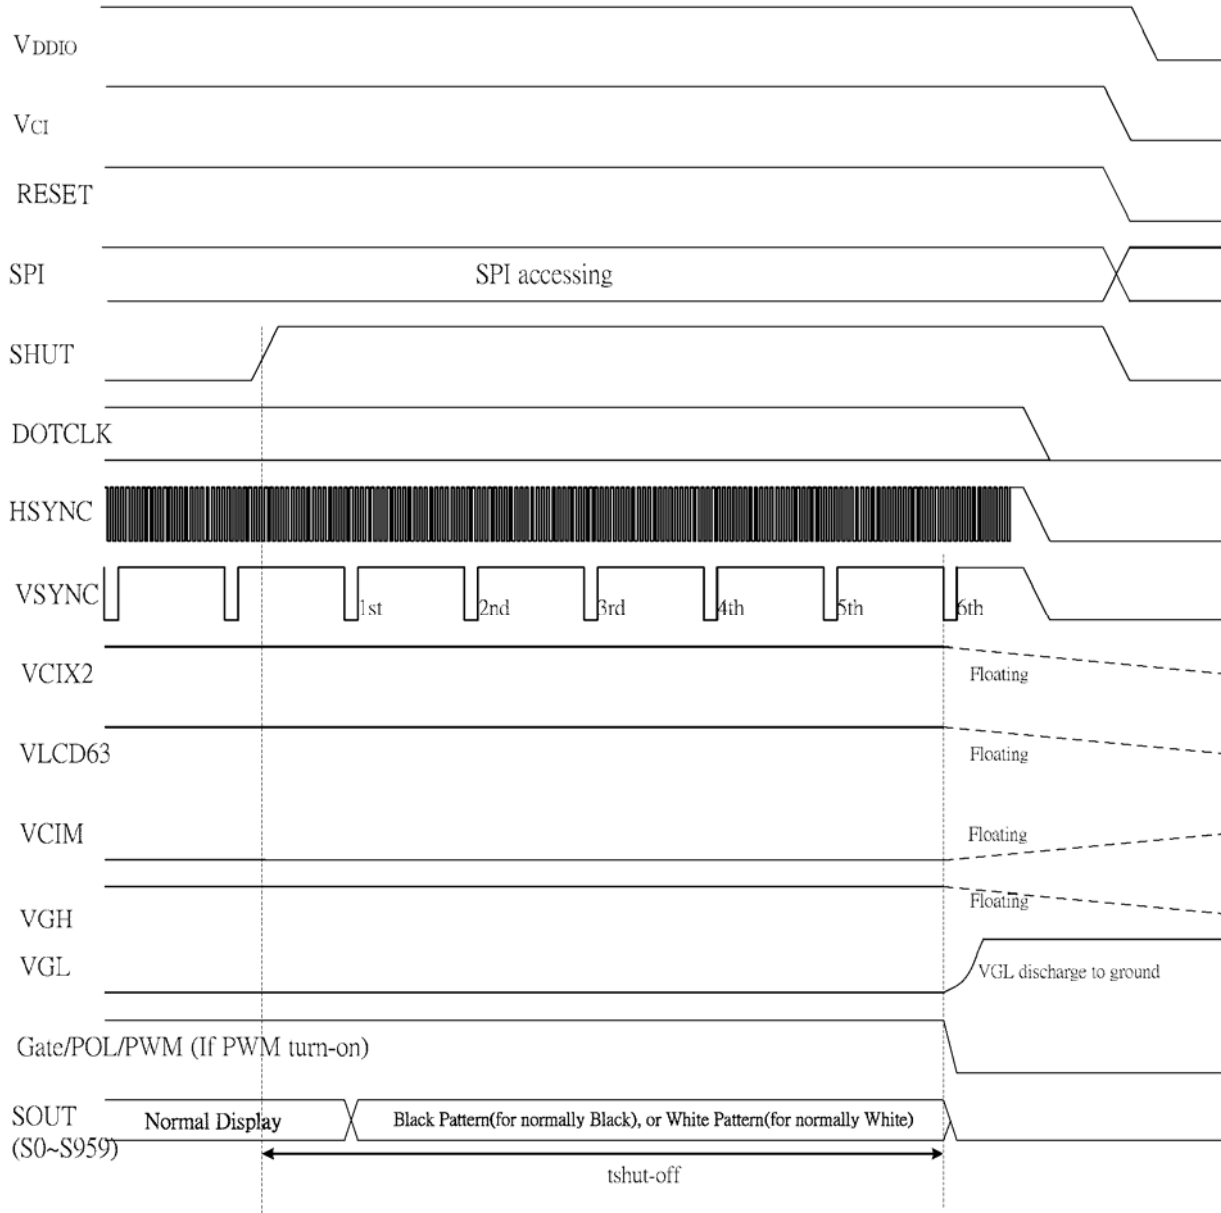 VDDIO
VCI
RESET
SPI
SPI accessing
SHUT
DOTCLK
HSYNC
VSYNC
1st
2nd
3rd
4th
5th
6th
VCIX2
Floating
VLCD63
Floating
VCIM
Floating
VGH
Floating
VGL
VGL discharge to ground
Gate/POL/PWM (If PWM turn-on)
SOUT
(S0~S959)
Normal Display
Black Pattern(for normally Black), or White Pattern(for normally White)
tshut-off